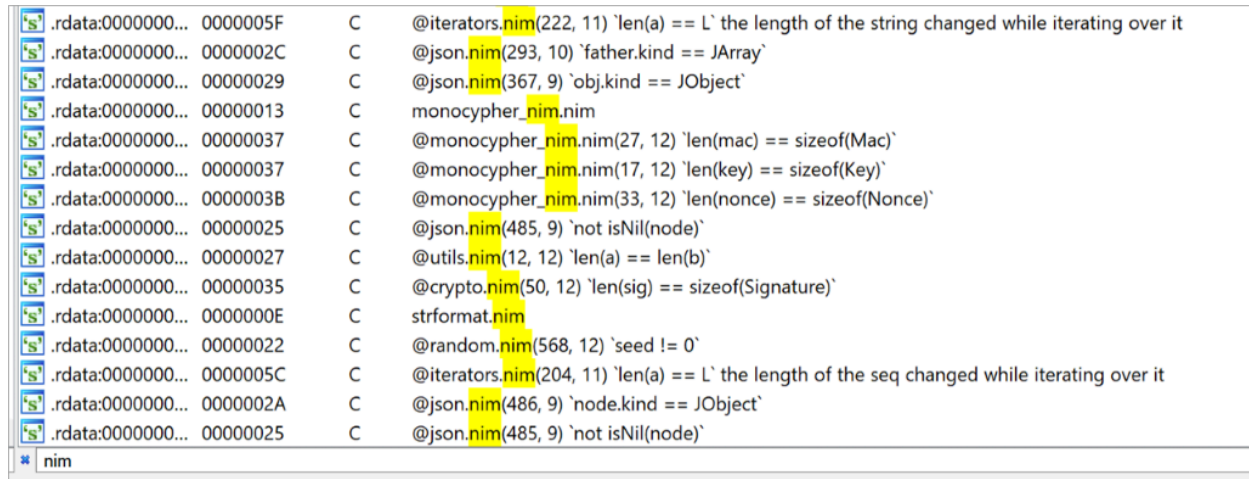 's' .rdata:0000000... 0000005F C @iterators.nim(222, 11) `len(a) == L` the length of the string changed while iterating over it
's' .rdata:0000000... 0000002C C @json.nim(293, 10) `father.kind == JArray`
's' .rdata:0000000... 00000029 C @json.nim(367, 9) `obj.kind == JObject`
's' .rdata:0000000... 00000013 C monocypher_nim.nim
's' .rdata:0000000... 00000037 C @monocypher_nim.nim(27, 12) `len(mac) == sizeof(Mac)`
's' .rdata:0000000... 00000037 C @monocypher_nim.nim(17, 12) `len(key) == sizeof(Key)`
's' .rdata:0000000... 0000003B C @monocypher_nim.nim(33, 12) `len(nonce) == sizeof(Nonce)`
's' .rdata:0000000... 00000025 C @json.nim(485, 9) `not isNil(node)`
's' .rdata:0000000... 00000027 C @utils.nim(12, 12) `len(a) == len(b)`
's' .rdata:0000000... 00000035 C @crypto.nim(50, 12) `len(sig) == sizeof(Signature)`
's' .rdata:0000000... 0000000E C strformat.nim
's' .rdata:0000000... 00000022 C @random.nim(568, 12) `seed != 0`
's' .rdata:0000000... 0000005C C @iterators.nim(204, 11) `len(a) == L` the length of the seq changed while iterating over it
's' .rdata:0000000... 0000002A C @json.nim(486, 9) `node.kind == JObject`
's' .rdata:0000000... 00000025 C @json.nim(485, 9) `not isNil(node)`
nim